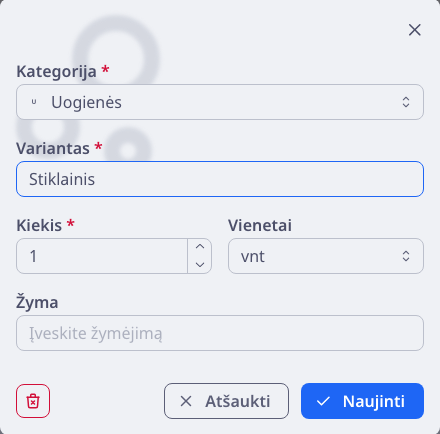 Kategorija *
U Uogienės
Variantas *
Stiklainis
Kiekis * Vienetai
1 vnt
Žyma
Įveskite žymėjimą
Atšaukti Naujinti